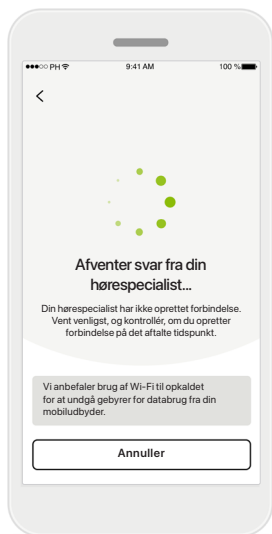 ●●●○○ PH 9:41 AM 100 %
Afventer svar fra din
hørespecialist...
Din hørespecialist har ikke oprettet forbindelse.
Vent venligst, og kontrollér, om du opretter
forbindelse på det aftalte tidspunkt.
Vi anbefaler brug af Wi-Fi til opkaldet
for at undgå gebyrer for databrug fra din
mobiludbyder.
Annuller